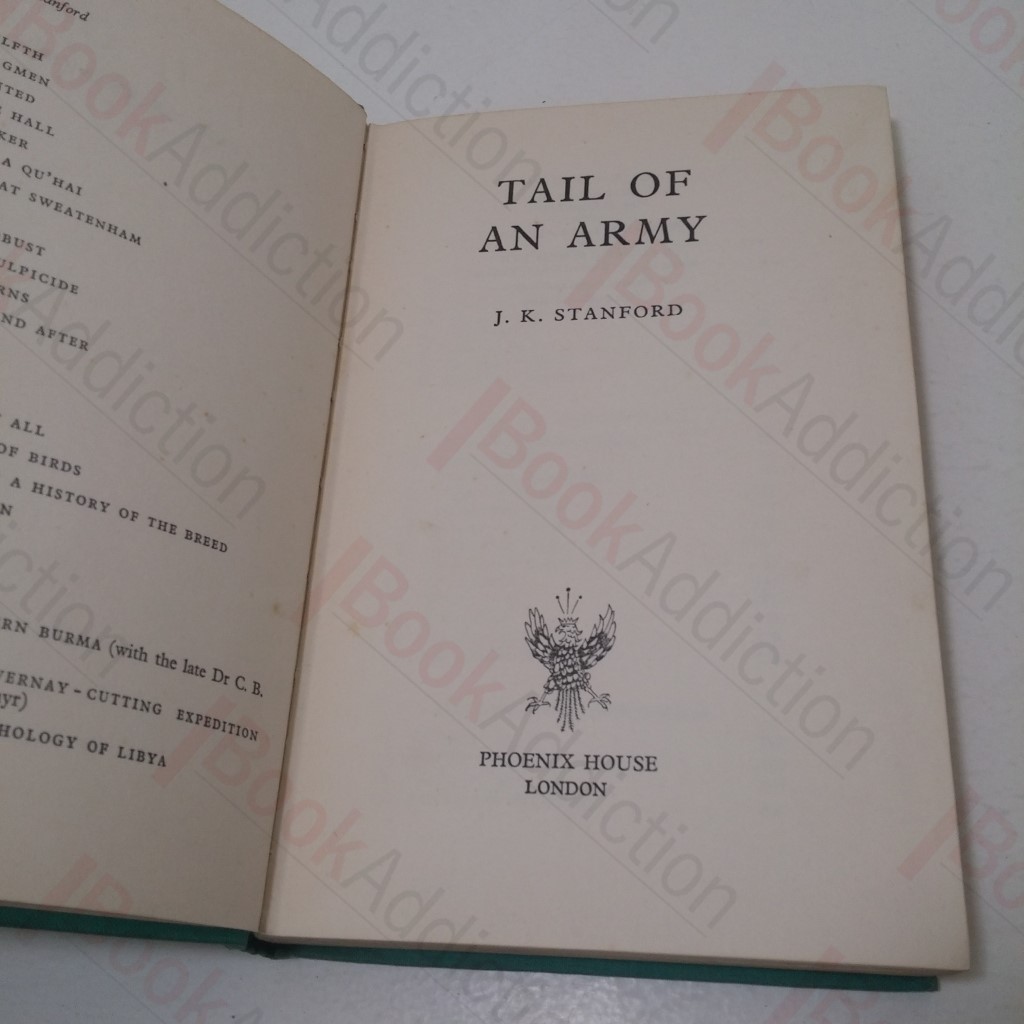 LFTH
GMEN
TED
HALL
KER
A QU'HAI
AT SWEATENHAM
BUST
ULPICIDE
RNS
ND AFTER
ALL
OF BIRDS
A HISTORY OF THE BREED
N
RN BURMA (with the late Dr C. B.
VERNAY-CUTTING EXPEDITION
yr)
HOLOGY OF LIBYA
TAIL OF
AN ARMY
J. K. STANFORD
PHOENIX HOUSE
LONDON
BookAddiction